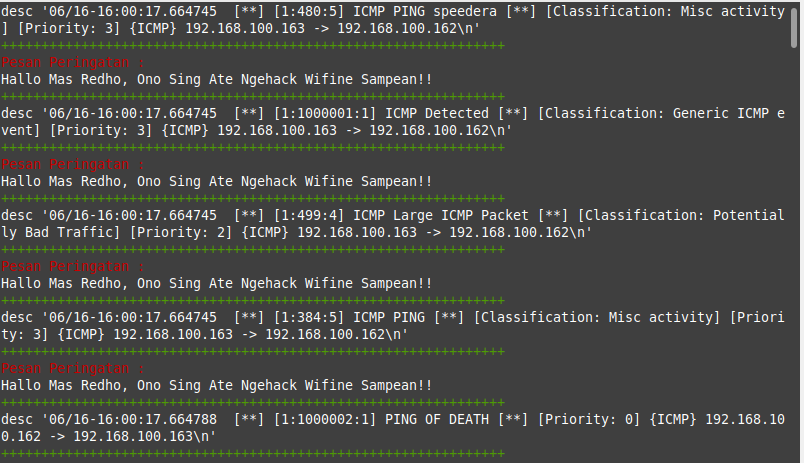 desc '06/16-16:00:17.664745  [**] [1:480:5] ICMP PING speedera [**] [Classification: Misc activity
] [Priority: 3] {ICMP} 192.168.100.163 -> 192.168.100.162\n'
+++++++++++++++++++++++++++++++++++++++++++++++++++++++++++++++
Pesan Peringatan :
Hallo Mas Redho, Ono Sing Ate Ngehack Wifine Sampean!!
+++++++++++++++++++++++++++++++++++++++++++++++++++++++++++++++
desc '06/16-16:00:17.664745  [**] [1:1000001:1] ICMP Detected [**] [Classification: Generic ICMP e
vent] [Priority: 3] {ICMP} 192.168.100.163 -> 192.168.100.162\n'
+++++++++++++++++++++++++++++++++++++++++++++++++++++++++++++++
Pesan Peringatan :
Hallo Mas Redho, Ono Sing Ate Ngehack Wifine Sampean!!
+++++++++++++++++++++++++++++++++++++++++++++++++++++++++++++++
desc '06/16-16:00:17.664745  [**] [1:499:4] ICMP Large ICMP Packet [**] [Classification: Potential
ly Bad Traffic] [Priority: 2] {ICMP} 192.168.100.163 -> 192.168.100.162\n'
+++++++++++++++++++++++++++++++++++++++++++++++++++++++++++++++
Pesan Peringatan :
Hallo Mas Redho, Ono Sing Ate Ngehack Wifine Sampean!!
+++++++++++++++++++++++++++++++++++++++++++++++++++++++++++++++
desc '06/16-16:00:17.664745  [**] [1:384:5] ICMP PING [**] [Classification: Misc activity] [Priori
ty: 3] {ICMP} 192.168.100.163 -> 192.168.100.162\n'
+++++++++++++++++++++++++++++++++++++++++++++++++++++++++++++++
Pesan Peringatan :
Hallo Mas Redho, Ono Sing Ate Ngehack Wifine Sampean!!
+++++++++++++++++++++++++++++++++++++++++++++++++++++++++++++++
desc '06/16-16:00:17.664788  [**] [1:1000002:1] PING OF DEATH [**] [Priority: 0] {ICMP} 192.168.10
0.162 -> 192.168.100.163\n'
+++++++++++++++++++++++++++++++++++++++++++++++++++++++++++++++